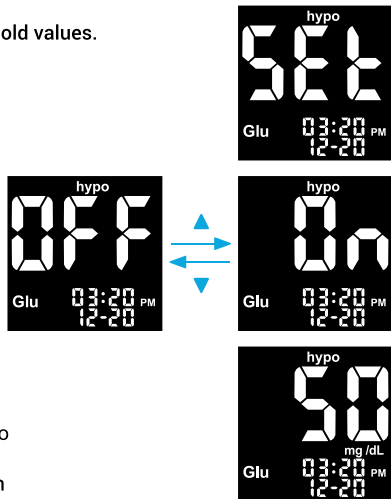 old values.
hypo
SEt
Glu 03:20 PM
12-20
hypo
OFF
Glu 03:20 PM
12-20
hypo
On
Glu 03:20 PM
12-20
hypo
50
mg/dL
Glu 03:20 PM
12-20
o
n